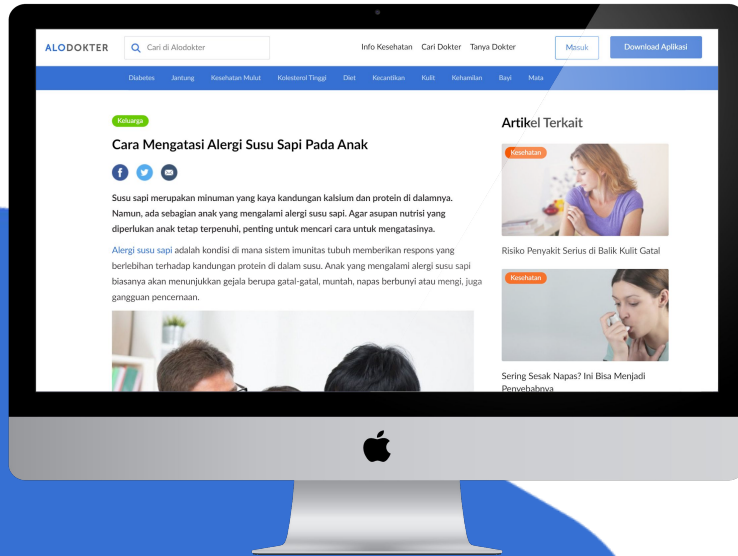 ALODOKTER
Cari di Alodokter
Info Kesehatan Cari Dokter Tanya Dokter
Masuk
Download Aplikasi
Diabetes Jantung Kesehatan Mulut Kolesterol Tinggi Diet Kecantikan Kulit Kehamilan Bayi Mata
Keluarga
Cara Mengatasi Alergi Susu Sapi Pada Anak
Susu sapi merupakan minuman yang kaya kandungan kalsium dan protein di dalamnya.
Namun, ada sebagian anak yang mengalami alergi susu sapi. Agar asupan nutrisi yang
diperlukan anak tetap terpenuhi, penting untuk mencari cara untuk mengatasinya.
Alergi susu sapi adalah kondisi di mana sistem imunitas tubuh memberikan respons yang
berlebihan terhadap kandungan protein di dalam susu. Anak yang mengalami alergi susu sapi
biasanya akan menunjukkan gejala berupa gatal-gatal, muntah, napas berbunyi atau mengi, juga
gangguan pencernaan.
Artikel Terkait
Kesehatan
Risiko Penyakit Serius di Balik Kulit Gatal
Kesehatan
Sering Sesak Napas? Ini Bisa Menjadi
Penyebabnya